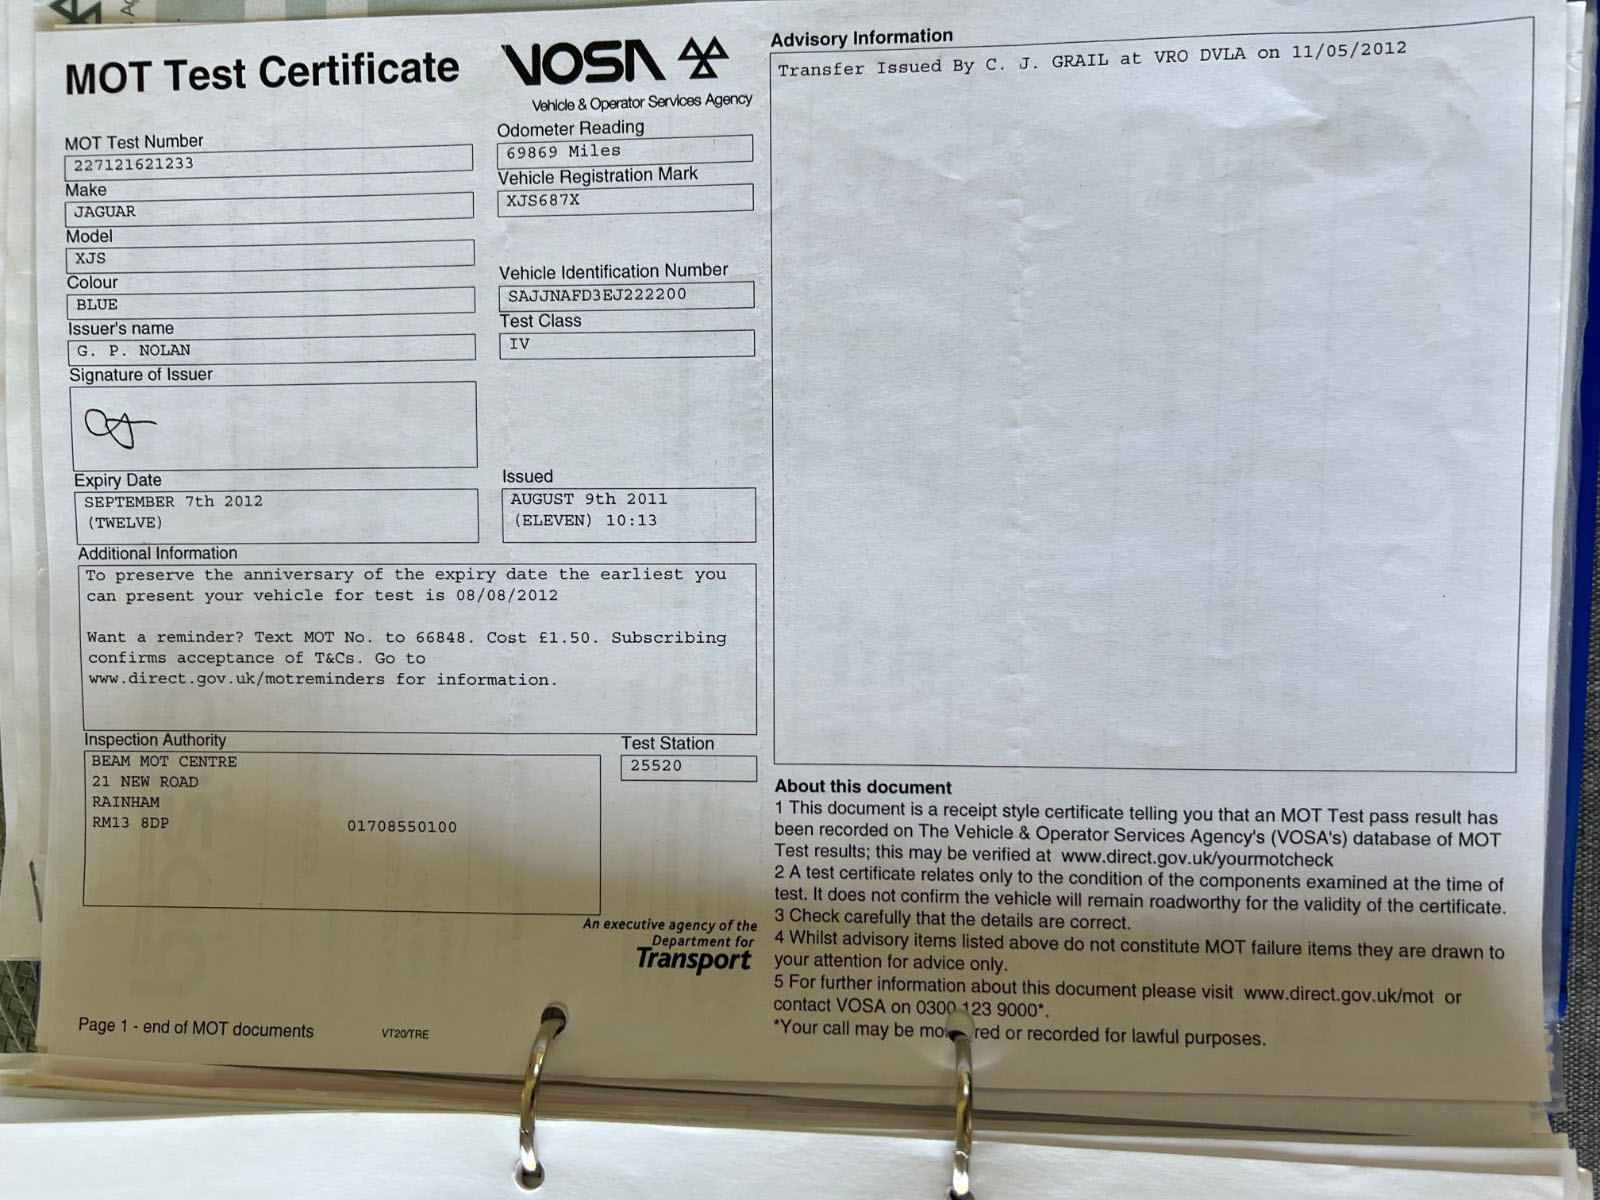 MOT Test Certificate
VOSA
Vehicle & Operator Services Agency
MOT Test Number
227121621233
Make
JAGUAR
Model
XJS
Colour
BLUE
Issuer's name
G. P. NOLAN
Signature of Issuer
Odometer Reading
69869 Miles
Vehicle Registration Mark
XJS687X
Vehicle Identification Number
SAJJNAFD3EJ222200
Test Class
IV
Expiry Date
SEPTEMBER 7th 2012
(TWELVE)
Issued
AUGUST 9th 2011
(ELEVEN) 10:13
Additional Information
To preserve the anniversary of the expiry date the earliest you
can present your vehicle for test is 08/08/2012
Want a reminder? Text MOT No. to 66848. Cost £1.50. Subscribing
confirms acceptance of T&Cs. Go to
www.direct.gov.uk/motreminders for information.
Inspection Authority
BEAM MOT CENTRE
21 NEW ROAD
RAINHAM
RM13 8DP 01708550100
Test Station
25520
An executive agency of the
Department for
Transport
Page 1 - end of MOT documents
VT20/TRE
Advisory Information
Transfer Issued By C. J. GRAIL at VRO DVLA on 11/05/2012
About this document
1 This document is a receipt style certificate telling you that an MOT Test pass result has
been recorded on The Vehicle & Operator Services Agency's (VOSA's) database of MOT
Test results; this may be verified at www.direct.gov.uk/yourmotcheck
2 A test certificate relates only to the condition of the components examined at the time of
test. It does not confirm the vehicle will remain roadworthy for the validity of the certificate.
3 Check carefully that the details are correct.
4 Whilst advisory items listed above do not constitute MOT failure items they are drawn to
your attention for advice only.
5 For further information about this document please visit www.direct.gov.uk/mot or
contact VOSA on 0300 123 9000*.
*Your call may be or recorded for lawful purposes.